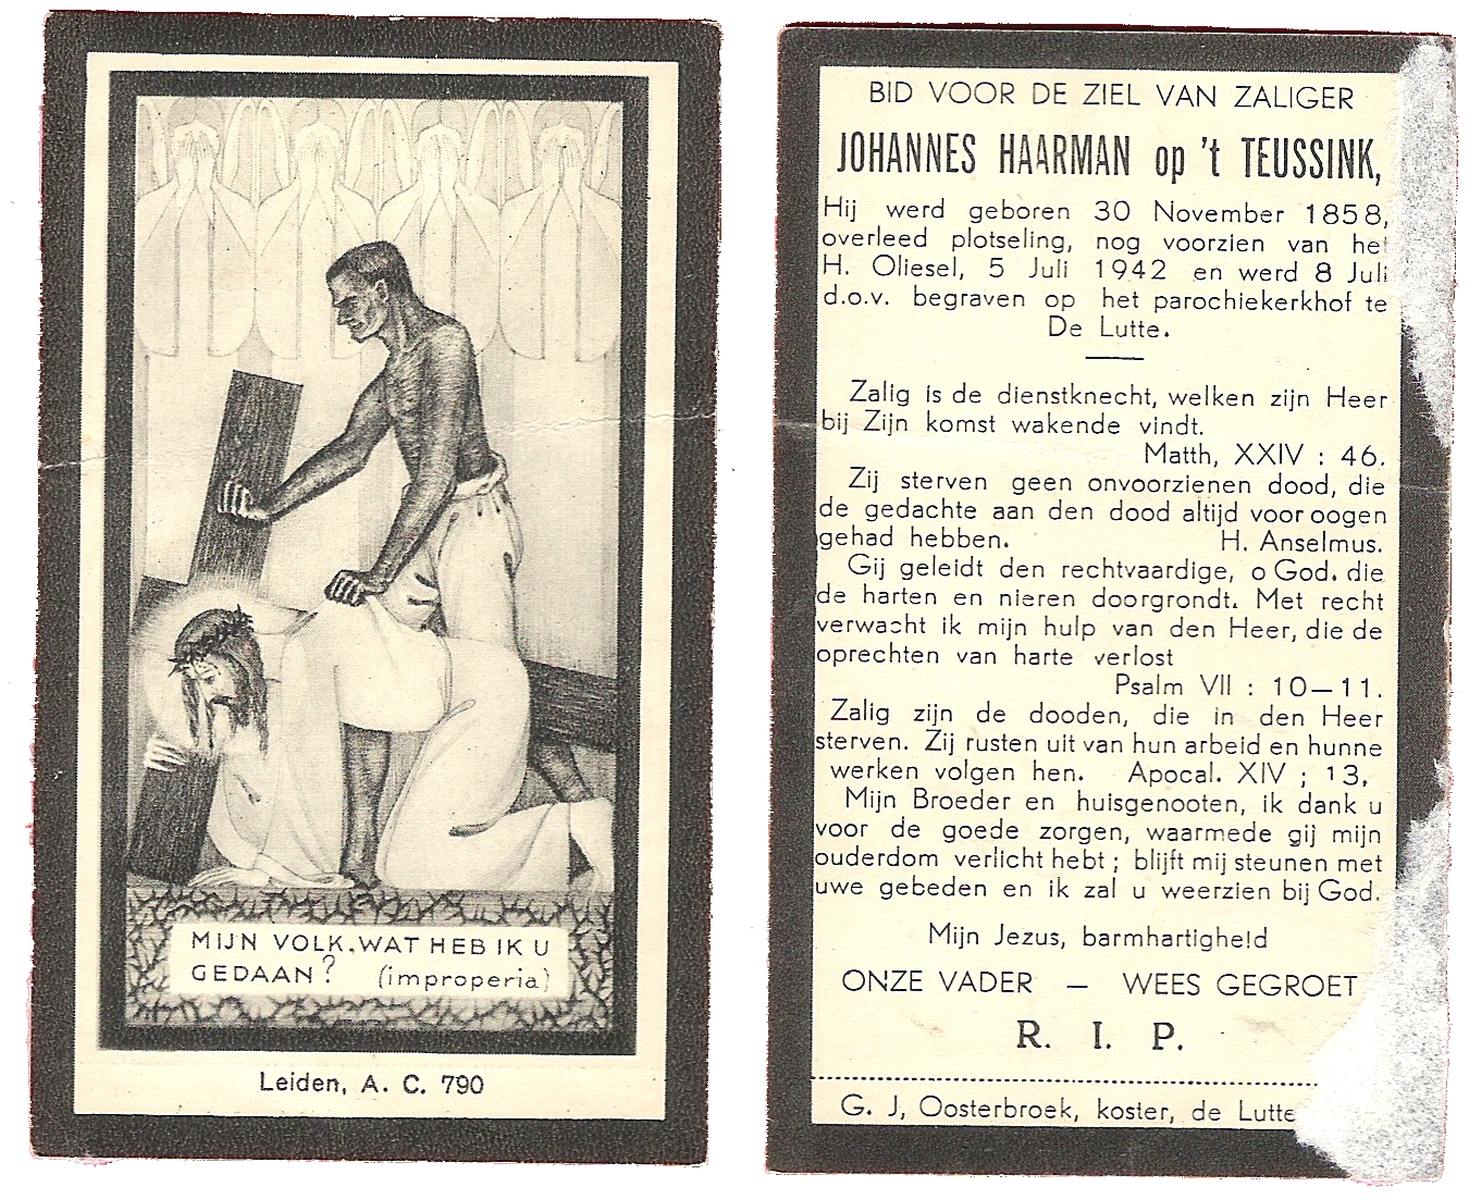 MIJN VOLK, WAT HEB IK U
GEDAAN? (improperia)
Leiden, A. C. 790
BID VOOR DE ZIEL VAN ZALIGER
JOHANNES HAARMAN op 't TEUSSINK,
Hij werd geboren 30 November 1858,
overleed plotseling, nog voorzien van het
H. Oliesel, 5 Juli 1942 en werd 8 Juli
d.o.v. begraven op het parochiekerkhof te
De Lutte.
Zalig is de dienstknecht, welken zijn Heer
bij Zijn komst wakende vindt.
Matth, XXIV : 46.
Zij sterven geen onvoorzienen dood, die
de gedachte aan den dood altijd voor oogen
gehad hebben. H. Anselmus.
Gij geleidt den rechtvaardige, o God. die
de harten en nieren doorgrondt. Met recht
verwacht ik mijn hulp van den Heer, die de
oprechten van harte verlost
Psalm VII : 10—11.
Zalig zijn de dooden, die in den Heer
sterven. Zij rusten uit van hun arbeid en hunne
werken volgen hen. Apocal. XIV ; 13,
Mijn Broeder en huisgenooten, ik dank u
voor de goede zorgen, waarmede gij mijn
ouderdom verlicht hebt ; blijft mij steunen met
uwe gebeden en ik zal u weerzien bij God.
Mijn Jezus, barmhartigheid
ONZE VADER — WEES GEGROET
R. I. P.
G. J, Oosterbroek, koster, de Lutte